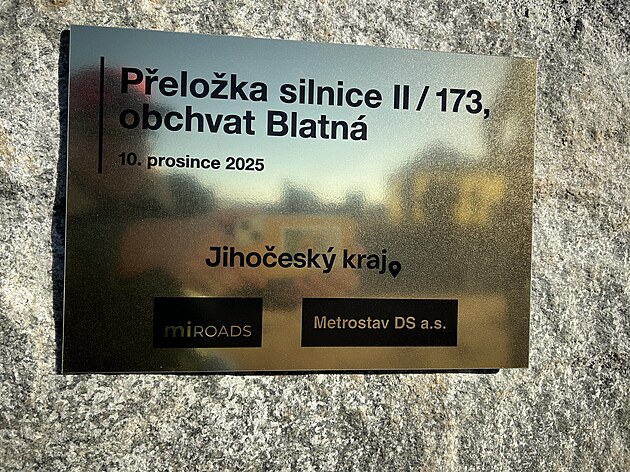 Přeložka silnice II / 173,
obchvat Blatná
10. prosince 2025
Jihočeský kraj
miROADS
Metrostav DS a.s.